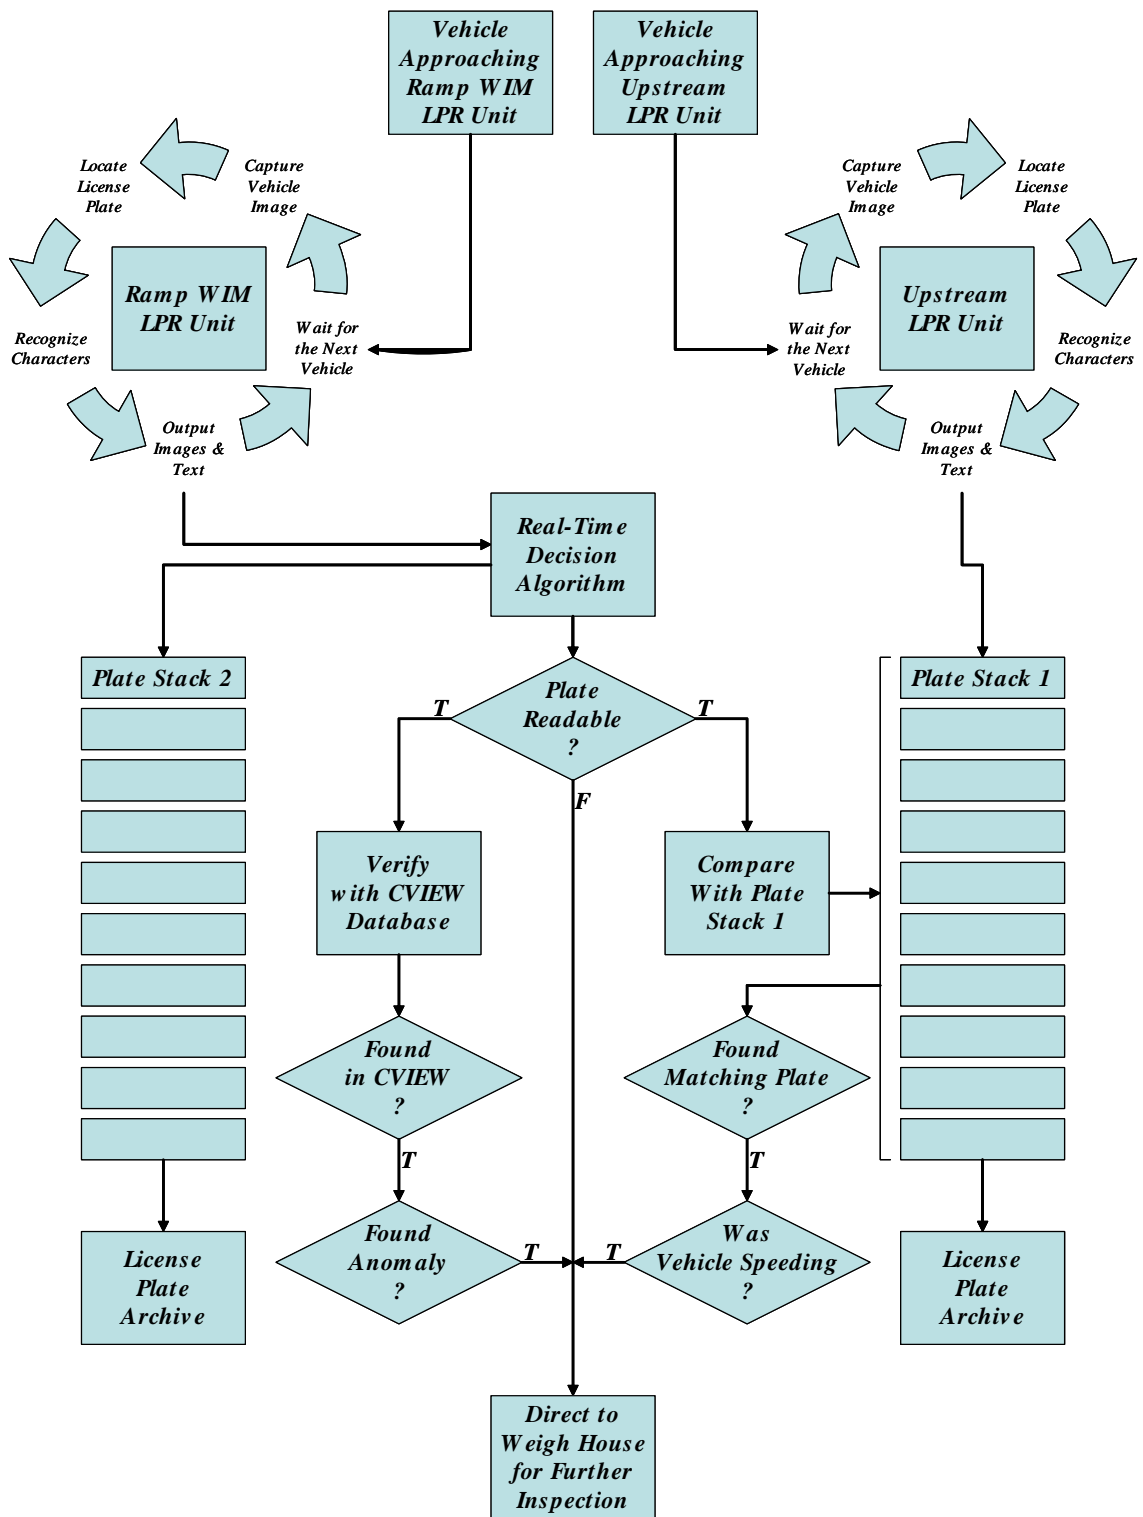 Vehicle
Approaching
Ramp WIM
LPR Unit
Vehicle
Approaching
Upstream
LPR Unit
Locate
License
Plate
Capture
Vehicle
Image
Ramp WIM
LPR Unit
Recognize
Characters
Wait for
the Next
Vehicle
Output
Images &
Text
Capture
Vehicle
Image
Locate
License
Plate
Upstream
LPR Unit
Wait for
the Next
Vehicle
Recognize
Characters
Output
Images &
Text
Real-Time
Decision
Algorithm
Plate Stack 2
Plate
Readable
?
T
T
F
Plate Stack 1
Verify
with CVIEW
Database
Compare
With Plate
Stack 1
Found
in CVIEW
?
T
Found
Matching Plate
?
T
Found
Anomaly
?
T
T
Was
Vehicle Speeding
?
License
Plate
Archive
License
Plate
Archive
Direct to
Weigh House
for Further
Inspection